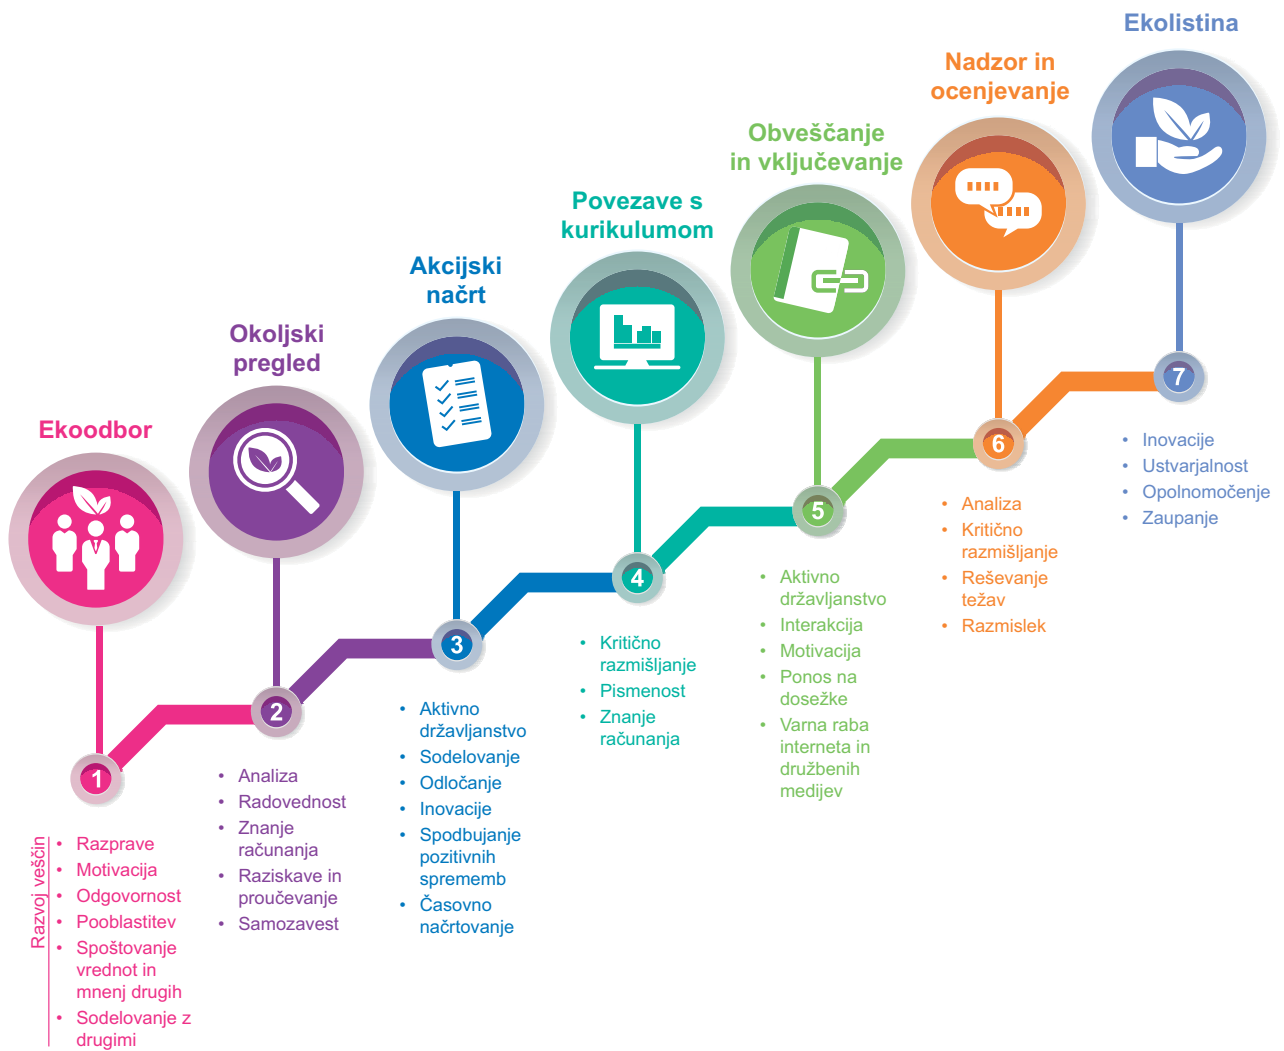 Ekoodbor
1
Razvoj veščin
• Razprave
• Motivacija
• Odgovornost
• Pooblastitev
• Spoštovanje
vrednot in
mnenj drugih
• Sodelovanje z
drugimi
Okoljski
pregled
2
• Analiza
• Radovednost
• Znanje
računanja
• Raziskave in
proučevanje
• Samozavest
Akcijski
načrt
3
• Aktivno
državljanstvo
• Sodelovanje
• Odločanje
• Inovacije
• Spodbujanje
pozitivnih
sprememb
• Časovno
načrtovanje
Povezave s
kurikulumom
4
• Kritično
razmišljanje
• Pismenost
• Znanje
računanja
Obveščanje
in vključevanje
5
• Aktivno
državljanstvo
• Interakcija
• Motivacija
• Ponos na
dosežke
• Varna raba
interneta in
družbenih
medijev
Nadzor in
ocenjevanje
6
• Analiza
• Kritično
razmišljanje
• Reševanje
težav
• Razmislek
Ekolistina
7
• Inovacije
• Ustvarjalnost
• Opolnomočenje
• Zaupanje